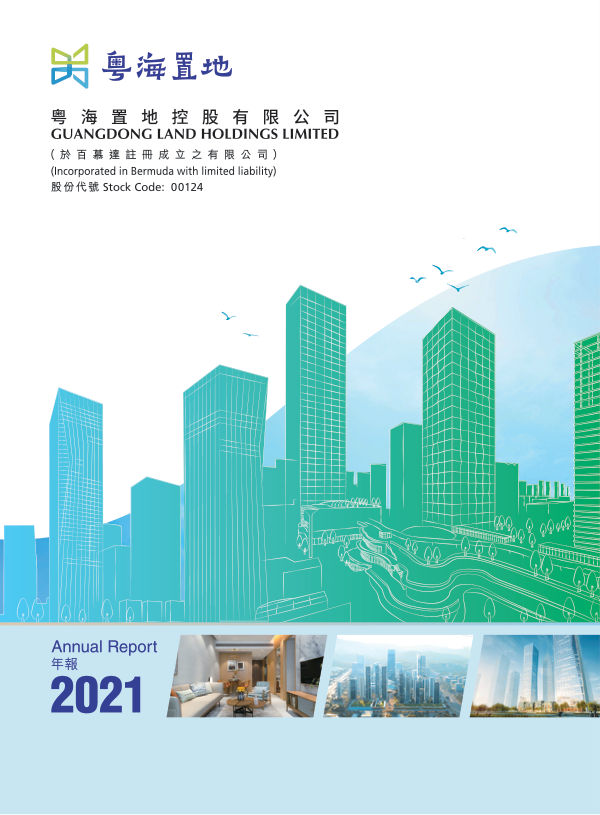 粤海置地
粤海置地控股有限公司
GUANGDONG LAND HOLDINGS LIMITED
（於百慕達註冊成立之有限公司）
(Incorporated in Bermuda with limited liability)
股份代號 Stock Code: 00124
Annual Report
年報
2021